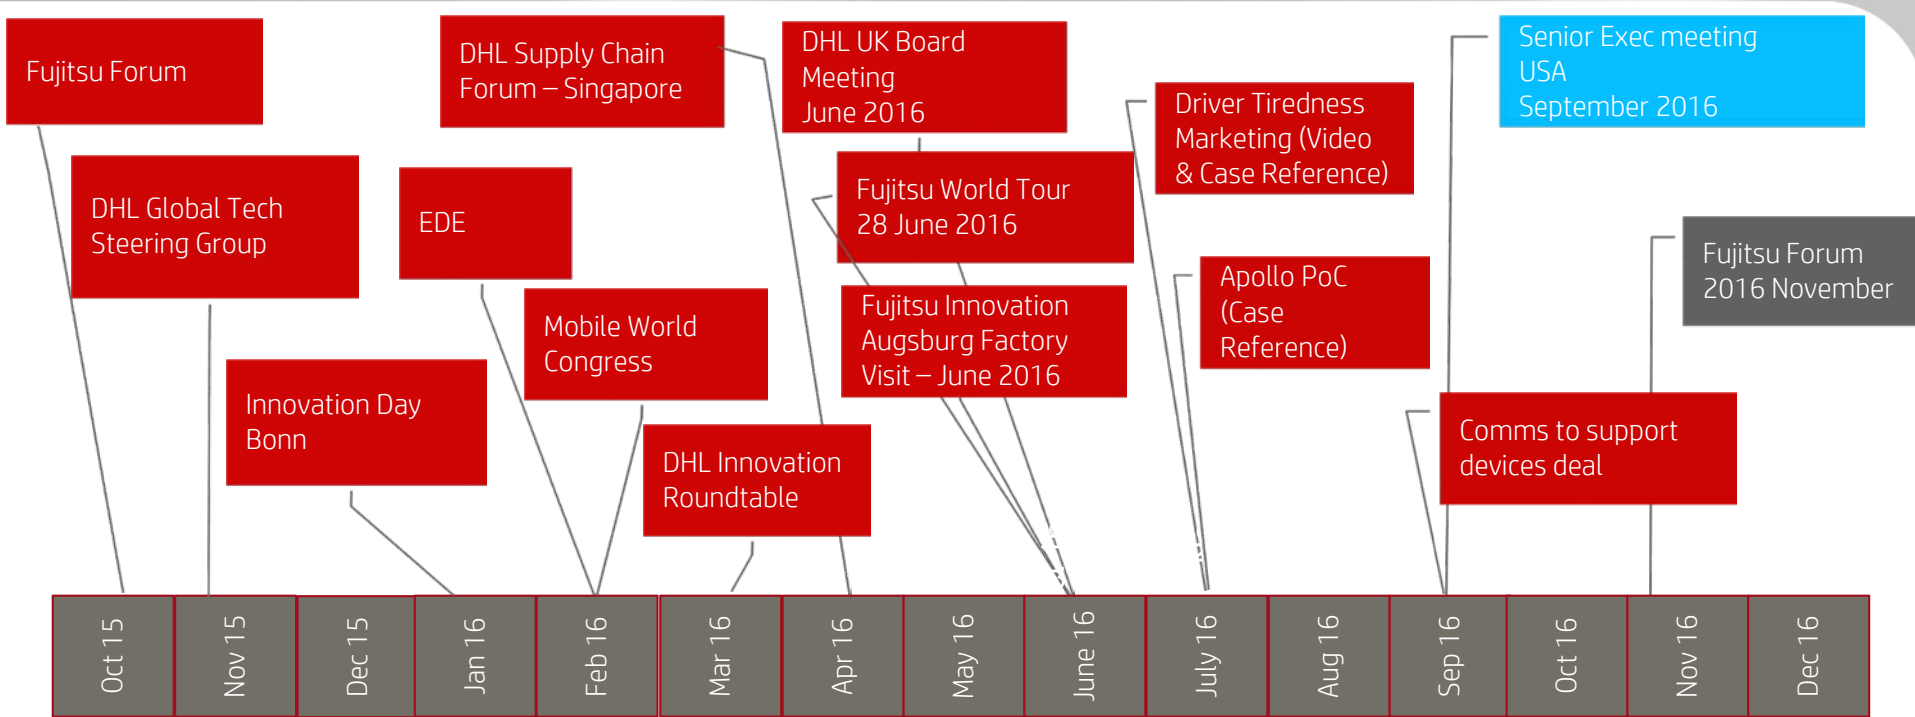 Fujitsu Forum
DHL Global Tech
Steering Group
Innovation Day
Bonn
EDE
DHL Supply Chain
Forum – Singapore
Mobile World
Congress
DHL Innovation
Roundtable
DHL UK Board
Meeting
June 2016
Fujitsu World Tour
28 June 2016
Fujitsu Innovation
Augsburg Factory
Visit – June 2016
Driver Tiredness
Marketing (Video
& Case Reference)
Apollo PoC
(Case
Reference)
Senior Exec meeting
USA
September 2016
Comms to support
devices deal
Fujitsu Forum
2016 November
Oct 15
Nov 15
Dec 15
Jan 16
Feb 16
Mar 16
Apr 16
May 16
June 16
July 16
Aug 16
Sep 16
Oct 16
Nov 16
Dec 16